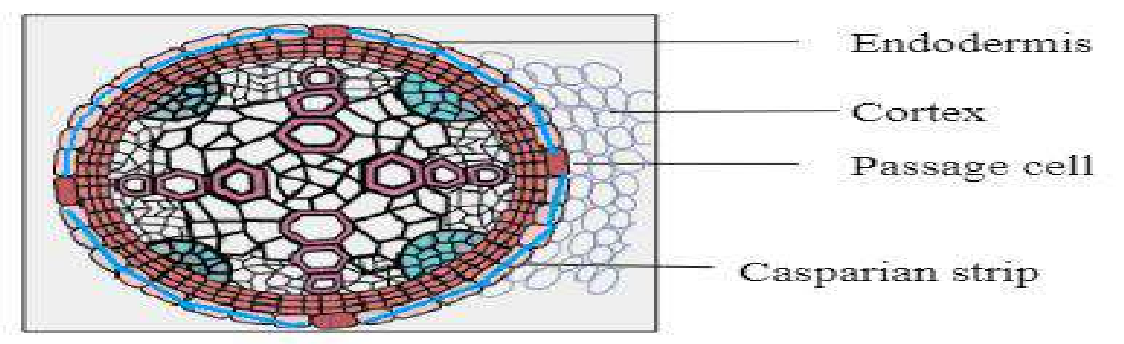 Endodermis
Cortex
Passage cell
Casparian strip